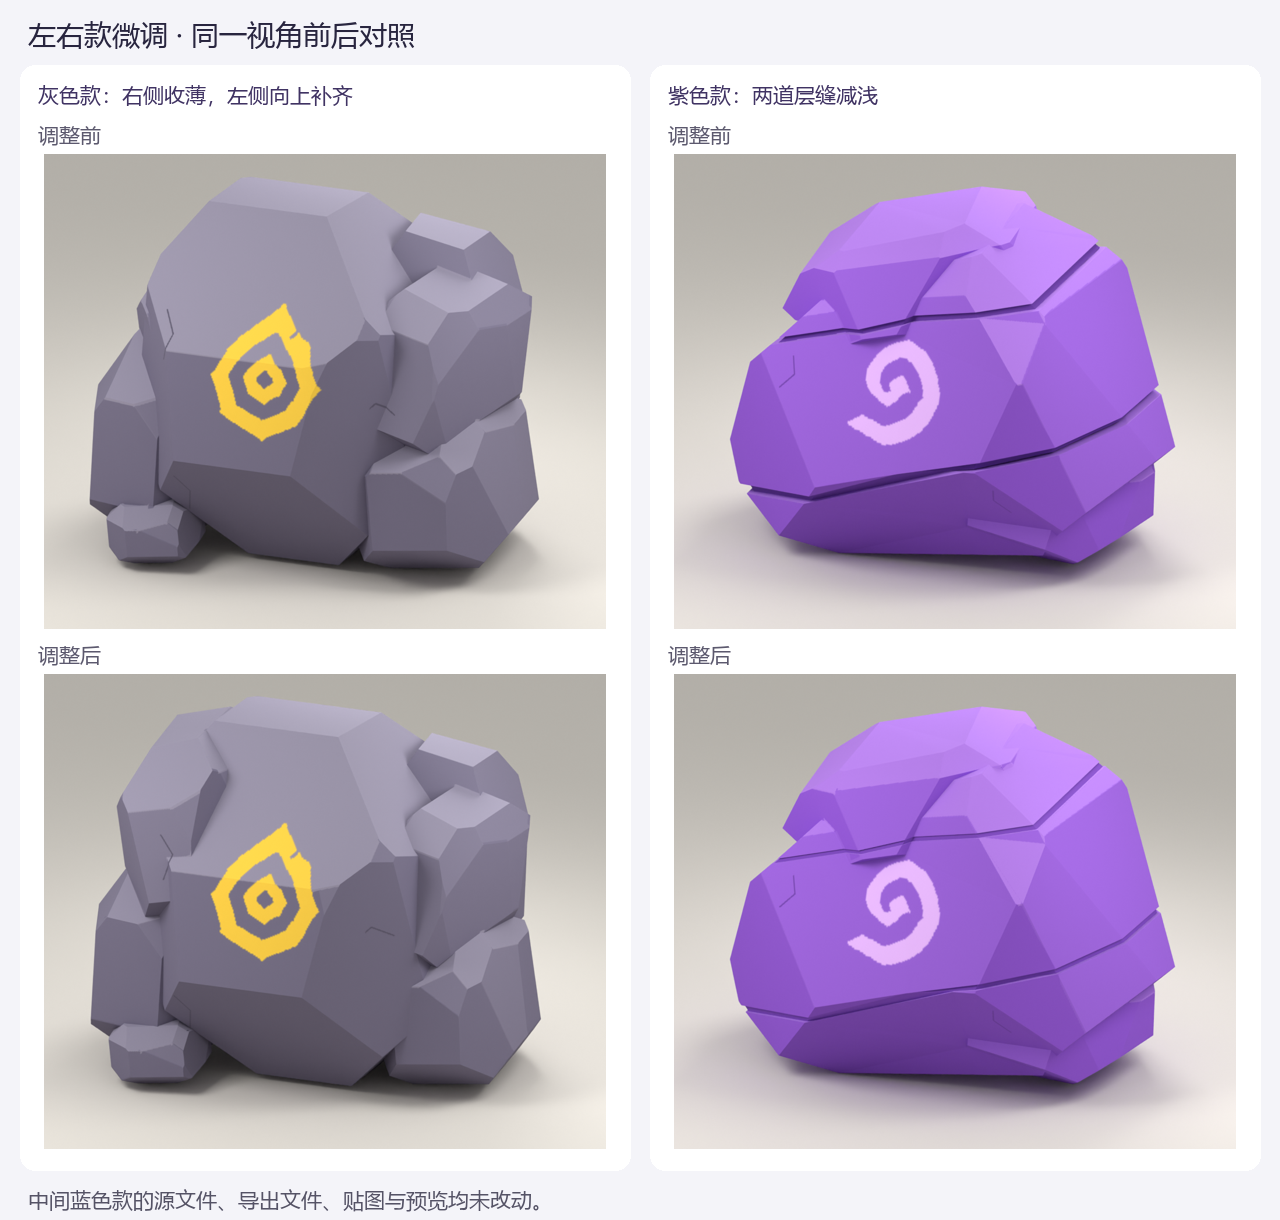 左右款微调 · 同一视角前后对照
灰色款：右侧收薄，左侧向上补齐
调整前
调整后
紫色款：两道层缝减浅
调整前
调整后
中间蓝色款的源文件、导出文件、贴图与预览均未改动。